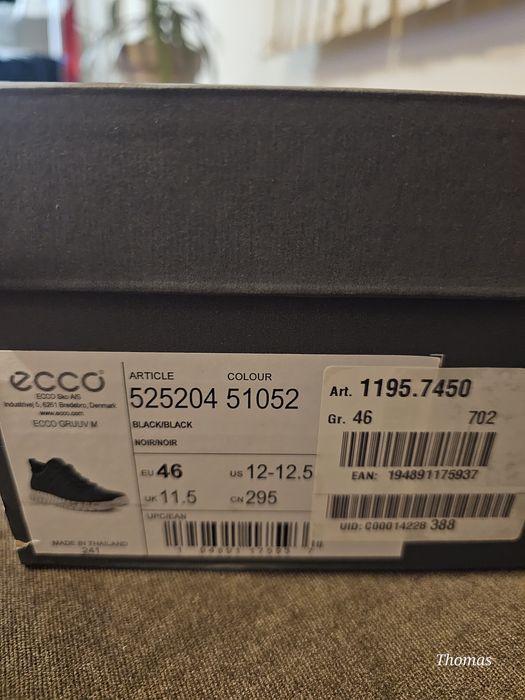 ecco
ECCO Sko A/S
Industrivej 5, 6261 Bredebro, Denmark
www.ecco.com
ECCO GRUUV M
MADE IN THAILAND
241
ARTICLE COLOUR
525204 51052
BLACK/BLACK
NOIR/NOIR
EU 46 US 12-12.5
UK 11.5 CN 295
UPC/EAN
Art. 1195.7450
Gr. 46 702
EAN: 194891175937
UID: C00014228 388
Thomas